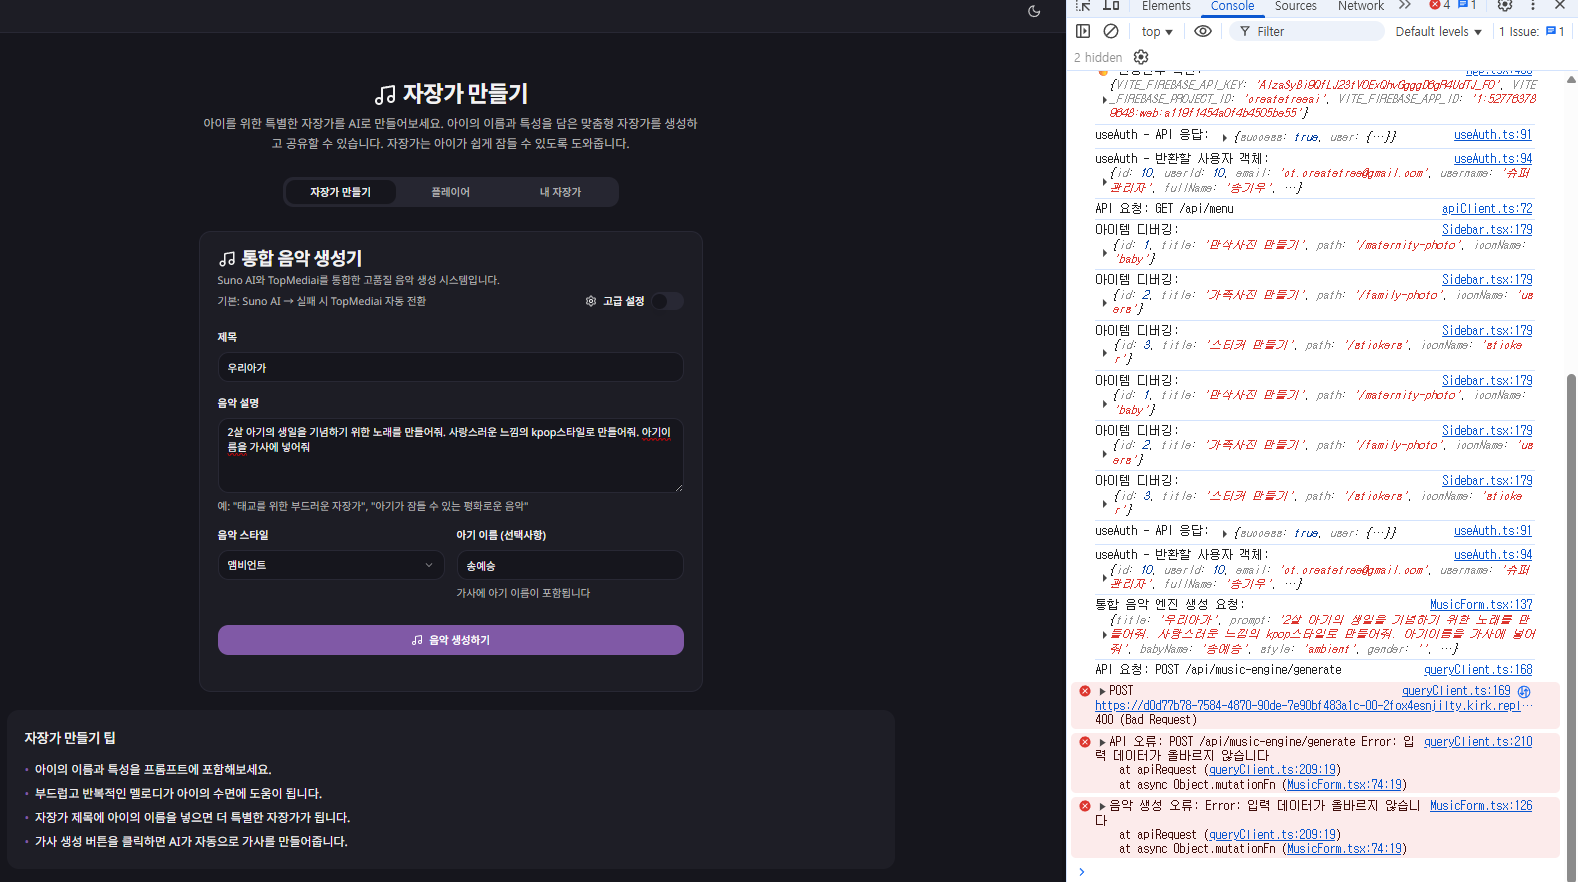 자장가 만들기
아이를 위한 특별한 자장가를 AI로 만들어보세요. 아이의 이름과 특성을 담은 맞춤형 자장가를 생성하
고 공유할 수 있습니다. 자장가는 아이가 쉽게 잠들 수 있도록 도와줍니다.
자장가 만들기 플레이어 내 자장가
통합 음악 생성기
Suno AI와 TopMediai를 통합한 고품질 음악 생성 시스템입니다.
기본: Suno AI → 실패 시 TopMediai 자동 전환 고급 설정
제목
우리아가
음악 설명
2살 아기의 생일을 기념하기 위한 노래를 만들어줘. 사랑스러운 느낌의 kpop스타일로 만들어줘. 아기이
름을 가사에 넣어줘
예: "태교를 위한 부드러운 자장가", "아기가 잠들 수 있는 평화로운 음악"
음악 스타일 아기 이름 (선택사항)
앰비언트 송예승
가사에 아기 이름이 포함됩니다
음악 생성하기
자장가 만들기 팁
• 아이의 이름과 특성을 프롬프트에 포함해보세요.
• 부드럽고 반복적인 멜로디가 아이의 수면에 도움이 됩니다.
• 자장가 제목에 아이의 이름을 넣으면 더 특별한 자장가가 됩니다.
• 가사 생성 버튼을 클릭하면 AI가 자동으로 가사를 만들어줍니다.
Elements Console Sources Network 4 1
top Filter Default levels 1 Issue: 1
2 hidden
_FIREBASE_PROJECT_ID: 'createtreeai', VITE_FIREBASE_APP_ID:
useAuth - API 응답: {success: true, user: {…}} useAuth.ts:91
useAuth - 반환할 사용자 객체: useAuth.ts:94
{id: 10, userId: 10, email: 'ct.createtree@gmail.com', username: '슈퍼
관리자', fullName: '송기우', …}
API 요청: GET /api/menu apiClient.ts:72
아이템 디버깅: Sidebar.tsx:179
{id: 1, title: '만삭사진 만들기', path: '/maternity-photo', iconName:
'baby'}
아이템 디버깅: Sidebar.tsx:179
{id: 2, title: '가족사진 만들기', path: '/family-photo', iconName: 'us
ers'}
아이템 디버깅: Sidebar.tsx:179
{id: 3, title: '스티커 만들기', path: '/stickers', iconName: 'sticke
r'}
아이템 디버깅: Sidebar.tsx:179
{id: 1, title: '만삭사진 만들기', path: '/maternity-photo', iconName:
'baby'}
아이템 디버깅: Sidebar.tsx:179
{id: 2, title: '가족사진 만들기', path: '/family-photo', iconName: 'us
ers'}
아이템 디버깅: Sidebar.tsx:179
{id: 3, title: '스티커 만들기', path: '/stickers', iconName: 'sticke
r'}
useAuth - API 응답: {success: true, user: {…}} useAuth.ts:91
useAuth - 반환할 사용자 객체: useAuth.ts:94
{id: 10, userId: 10, email: 'ct.createtree@gmail.com', username: '슈퍼
관리자', fullName: '송기우', …}
통합 음악 엔진 생성 요청: MusicForm.tsx:137
{title: '우리아가', prompt: '2살 아기의 생일을 기념하기 위한 노래를 만
들어줘. 사랑스러운 느낌의 kpop스타일로 만들어줘. 아기이름을 가사에 넣어
줘', babyName: '송예승', style: 'ambient', gender: '', …}
API 요청: POST /api/music-engine/generate queryClient.ts:168
POST queryClient.ts:169
https://d0d77b78-7584-4870-90de-7e90bf483a1c-00-2fox4esnjilty.kirk.repl…
400 (Bad Request)
API 오류: POST /api/music-engine/generate Error: 입 queryClient.ts:210
력 데이터가 올바르지 않습니다
at apiRequest (queryClient.ts:209:19)
at async Object.mutationFn (MusicForm.tsx:74:19)
음악 생성 오류: Error: 입력 데이터가 올바르지 않습니 MusicForm.tsx:126
다
at apiRequest (queryClient.ts:209:19)
at async Object.mutationFn (MusicForm.tsx:74:19)